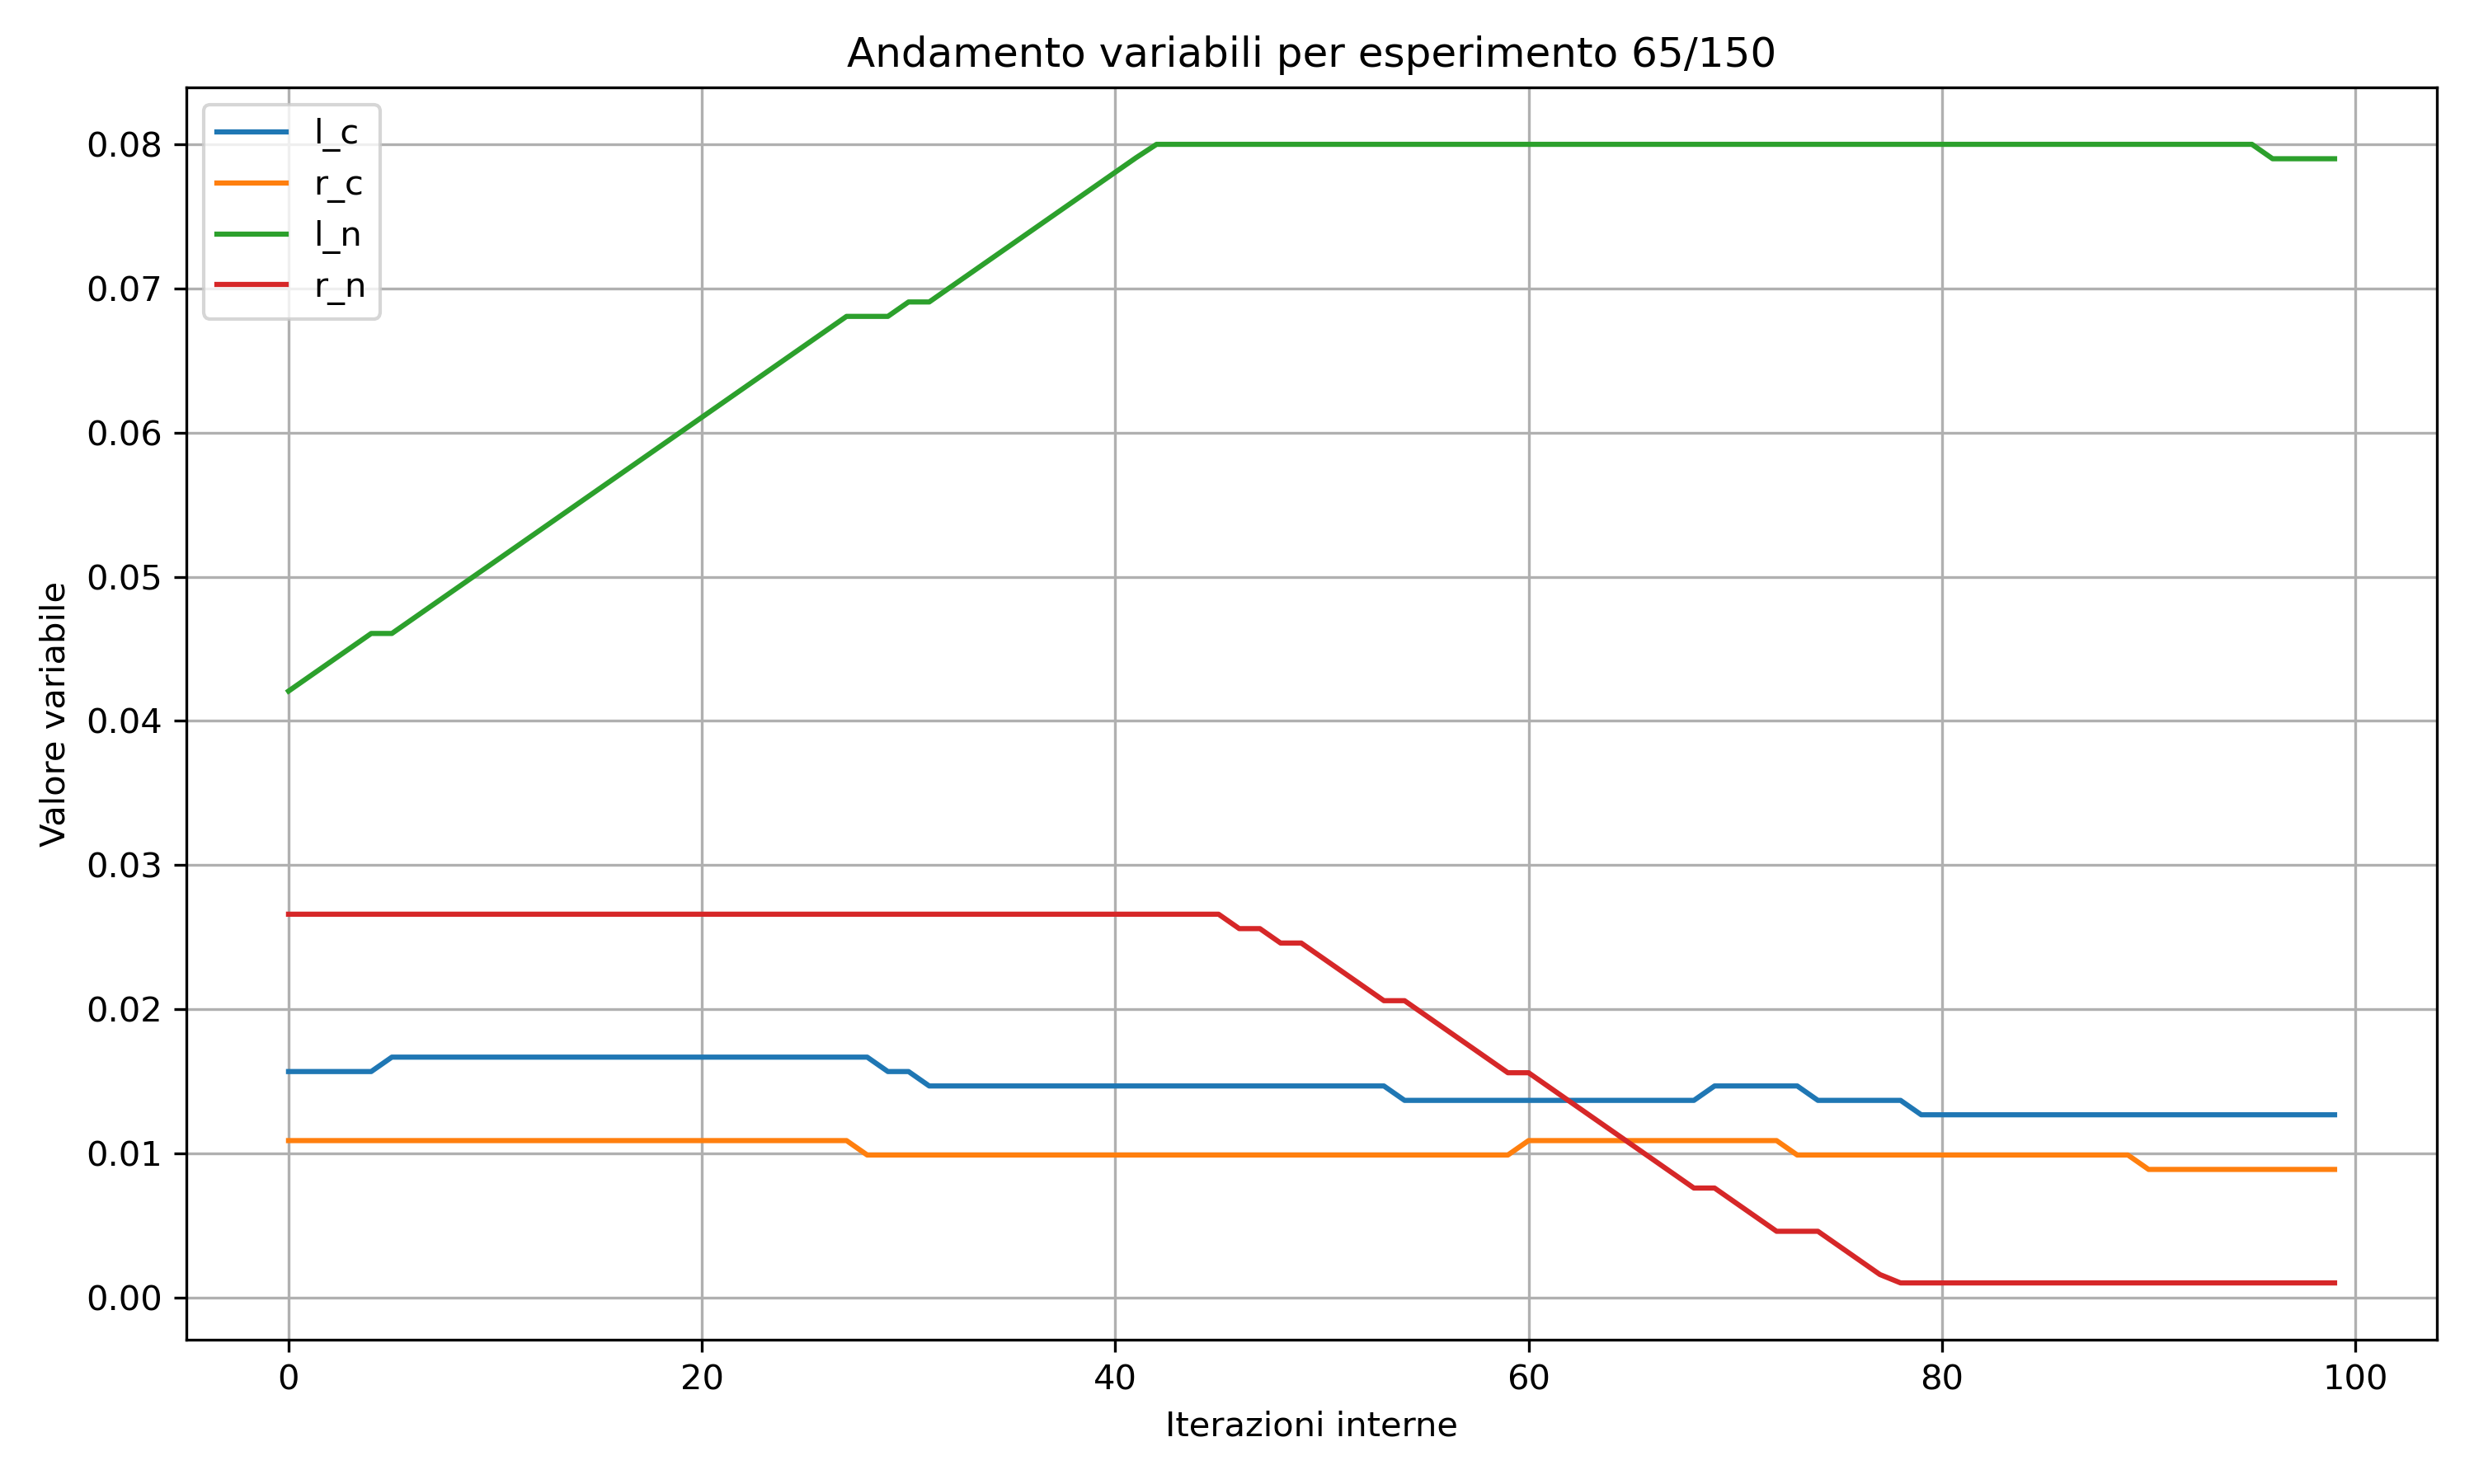 Andamento variabili per esperimento 65/150
l_c
r_c
l_n
r_n
Valore variabile
0.08
0.07
0.06
0.05
0.04
0.03
0.02
0.01
0.00
0 20 40 60 80 100
Iterazioni interne